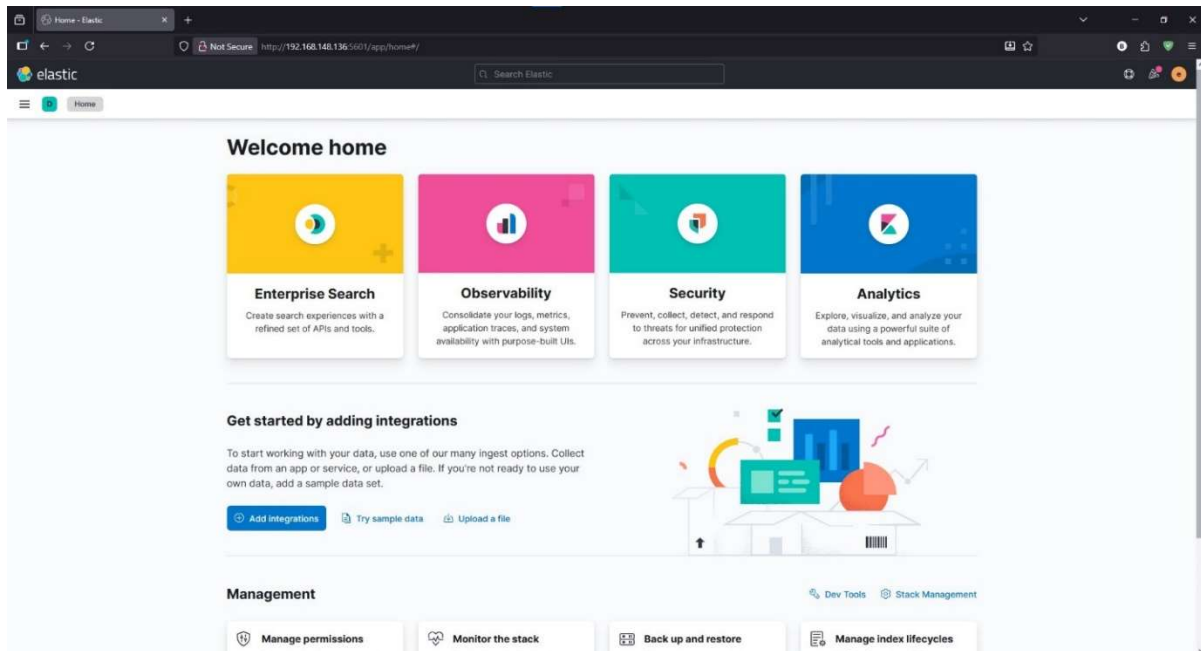 Home - Elastic
Not Secure http://192.168.148.136:5601/app/home#/
elastic
Search Elastic
D Home
Welcome home
Enterprise Search
Create search experiences with a
refined set of APIs and tools.
Observability
Consolidate your logs, metrics,
application traces, and system
availability with purpose-built UIs.
Security
Prevent, collect, detect, and respond
to threats for unified protection
across your infrastructure.
Analytics
Explore, visualize, and analyze your
data using a powerful suite of
analytical tools and applications.
Get started by adding integrations
To start working with your data, use one of our many ingest options. Collect
data from an app or service, or upload a file. If you're not ready to use your
own data, add a sample data set.
Add integrations Try sample data Upload a file
Management Dev Tools Stack Management
Manage permissions Monitor the stack Back up and restore Manage index lifecycles